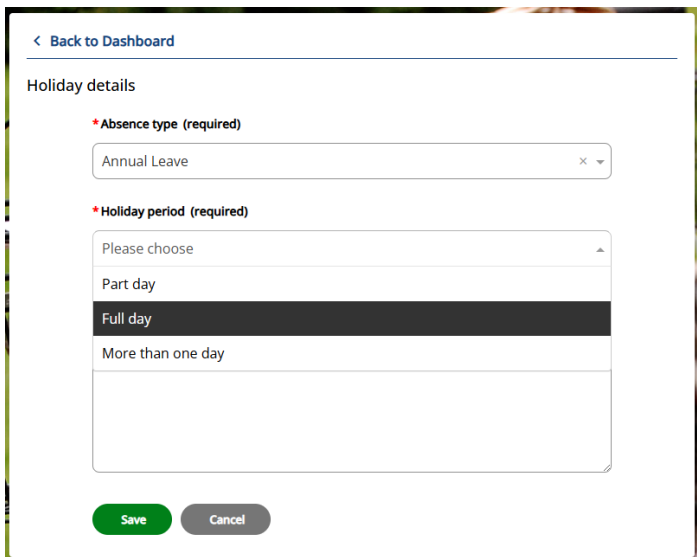 Back to Dashboard
Holiday details
*Absence type (required)
Annual Leave
*Holiday period (required)
Please choose
Part day
Full day
More than one day
Save Cancel